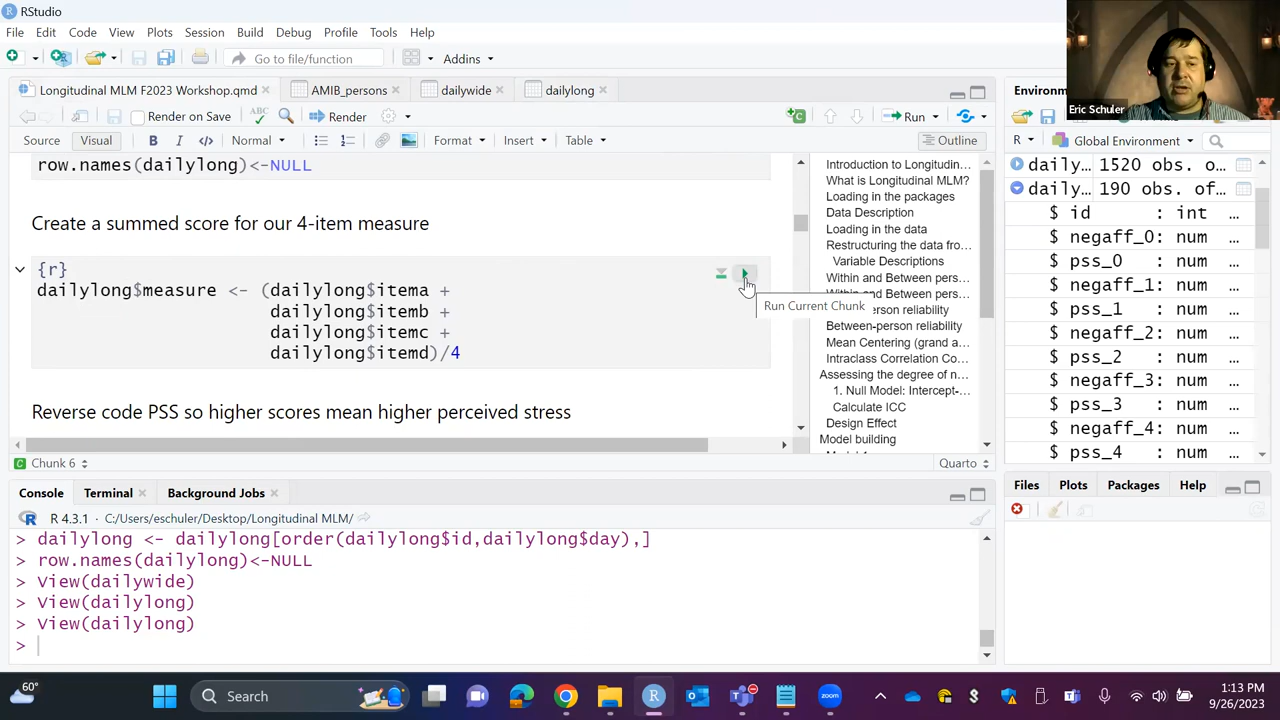 RStudio
File Edit Code View Plots Session Build Debug Profile Tools Help
Go to file/function Addins
Longitudinal MLM F2023 Workshop.qmd AMIB_persons dailywide dailylong
Render on Save ABC Render Run
Source Visual B I Normal Format Insert Table Outline
row.names(dailylong)<-NULL
Create a summed score for our 4-item measure
{r}
dailylong$measure <- (dailylong$itema +
dailylong$itemb +
dailylong$itemc +
dailylong$itemd)/4
Run Current Chunk
Reverse code PSS so higher scores mean higher perceived stress
Chunk 6 Quarto
Introduction to Longitudin...
What is Longitudinal MLM?
Loading in the packages
Data Description
Loading in the data
Restructuring the data fro...
Variable Descriptions
Within and Between pers...
Within and Between pers...
-person reliability
Between-person reliability
Mean Centering (grand a...
Intraclass Correlation Co...
Assessing the degree of n...
1. Null Model: Intercept-...
Calculate ICC
Design Effect
Model building
Console Terminal Background Jobs
R 4.3.1 · C:/Users/eschuler/Desktop/Longitudinal MLM/
> dailylong <- dailylong[order(dailylong$id,dailylong$day),]
> row.names(dailylong)<-NULL
> View(dailywide)
> View(dailylong)
> View(dailylong)
>
Eric Schuler
Environm
R Global Environment
daily... 1520 obs. o...
daily... 190 obs. of...
$ id : int ...
$ negaff_0: num ...
$ pss_0 : num ...
$ negaff_1: num ...
$ pss_1 : num ...
$ negaff_2: num ...
$ pss_2 : num ...
$ negaff_3: num ...
$ pss_3 : num ...
$ negaff_4: num ...
$ pss_4 : num ...
Files Plots Packages Help
60°
Search
zoom
1:13 PM
9/26/2023